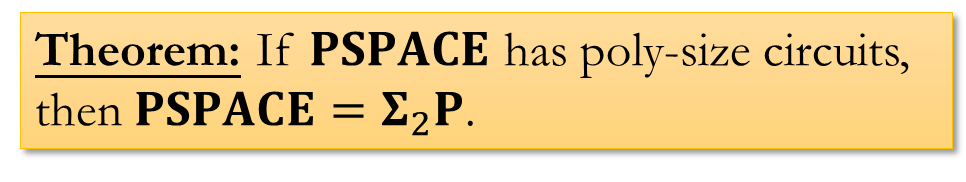 Theorem: If PSPACE has poly-size circuits,
then PSPACE = Σ₂P.